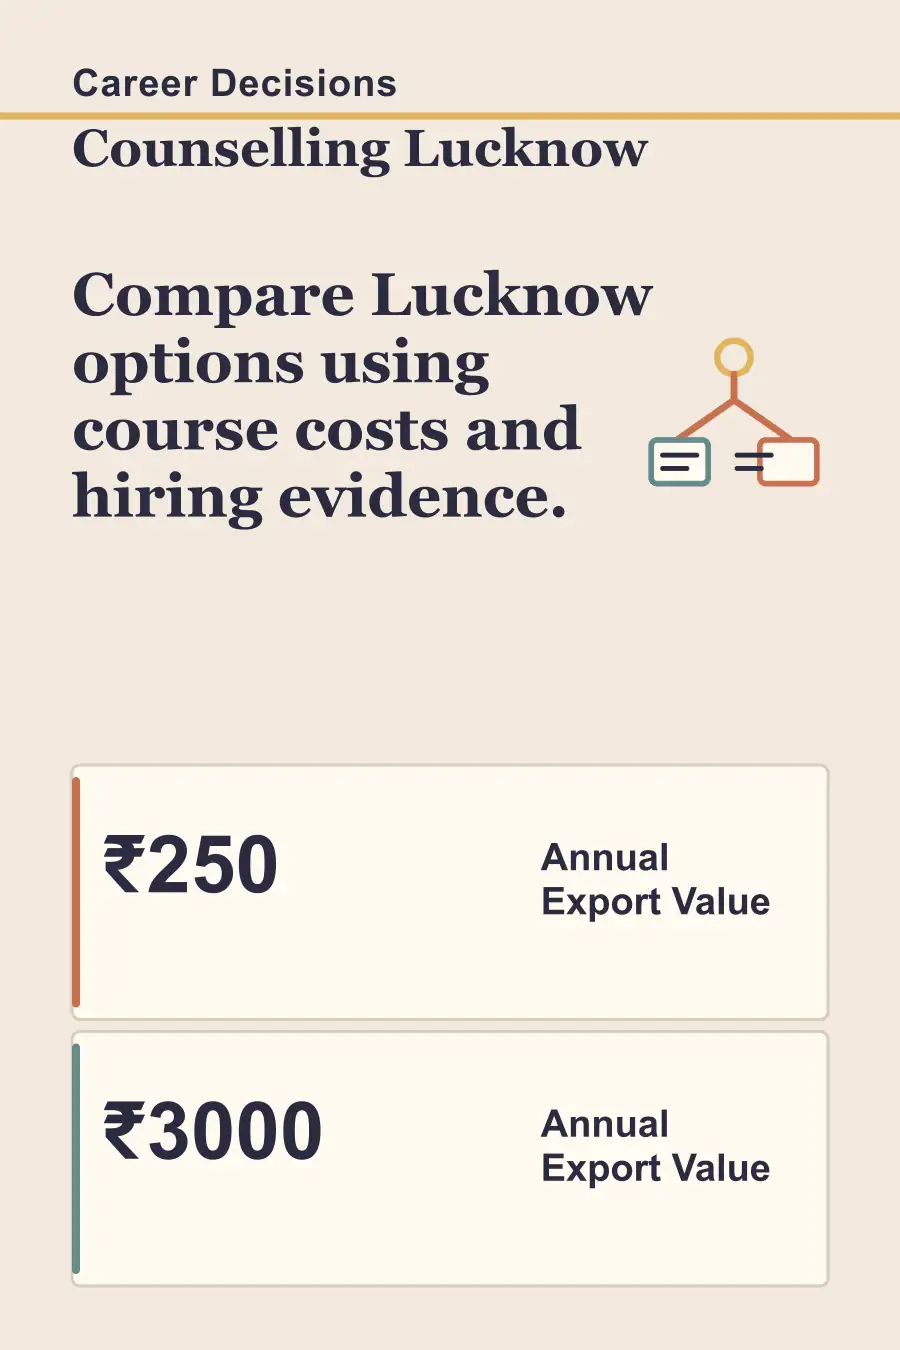 Career Decisions
Counselling Lucknow
Compare Lucknow
options using
course costs and
hiring evidence.
₹250
Annual
Export Value
₹3000
Annual
Export Value